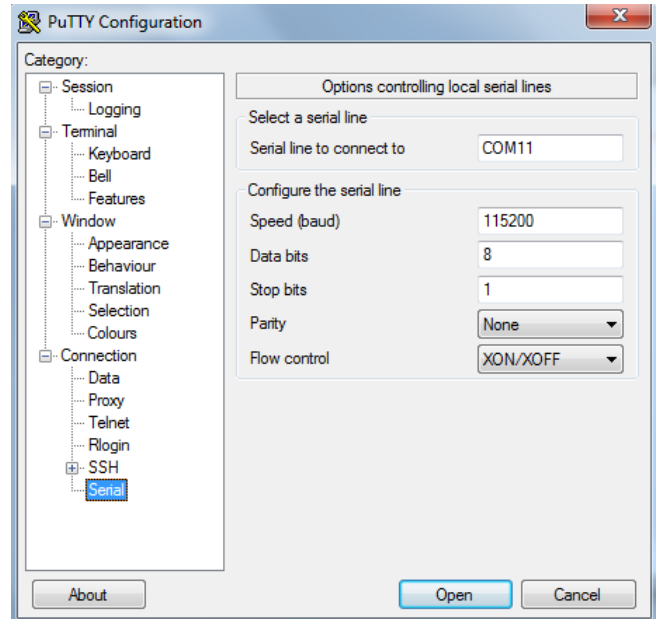 PuTTY Configuration
Category:
Session
Logging
Terminal
Keyboard
Bell
Features
Window
Appearance
Behaviour
Translation
Selection
Colours
Connection
Data
Proxy
Telnet
Rlogin
SSH
Serial
Options controlling local serial lines
Select a serial line
Serial line to connect to COM11
Configure the serial line
Speed (baud) 115200
Data bits 8
Stop bits 1
Parity None
Flow control XON/XOFF
About Open Cancel